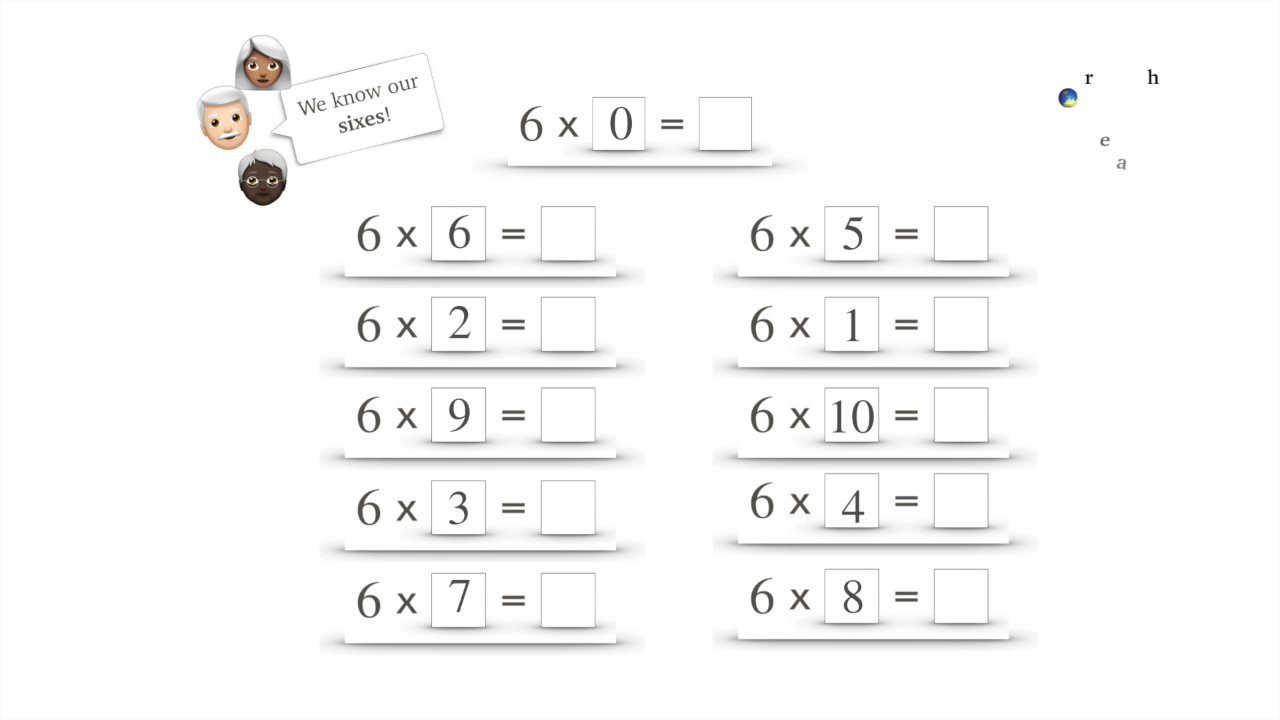 We know our
sixes!
6 x 0 =
6 x 6 =
6 x 5 =
6 x 2 =
6 x 1 =
6 x 9 =
6 x 10 =
6 x 3 =
6 x 4 =
6 x 7 =
6 x 8 =
r h
e
a